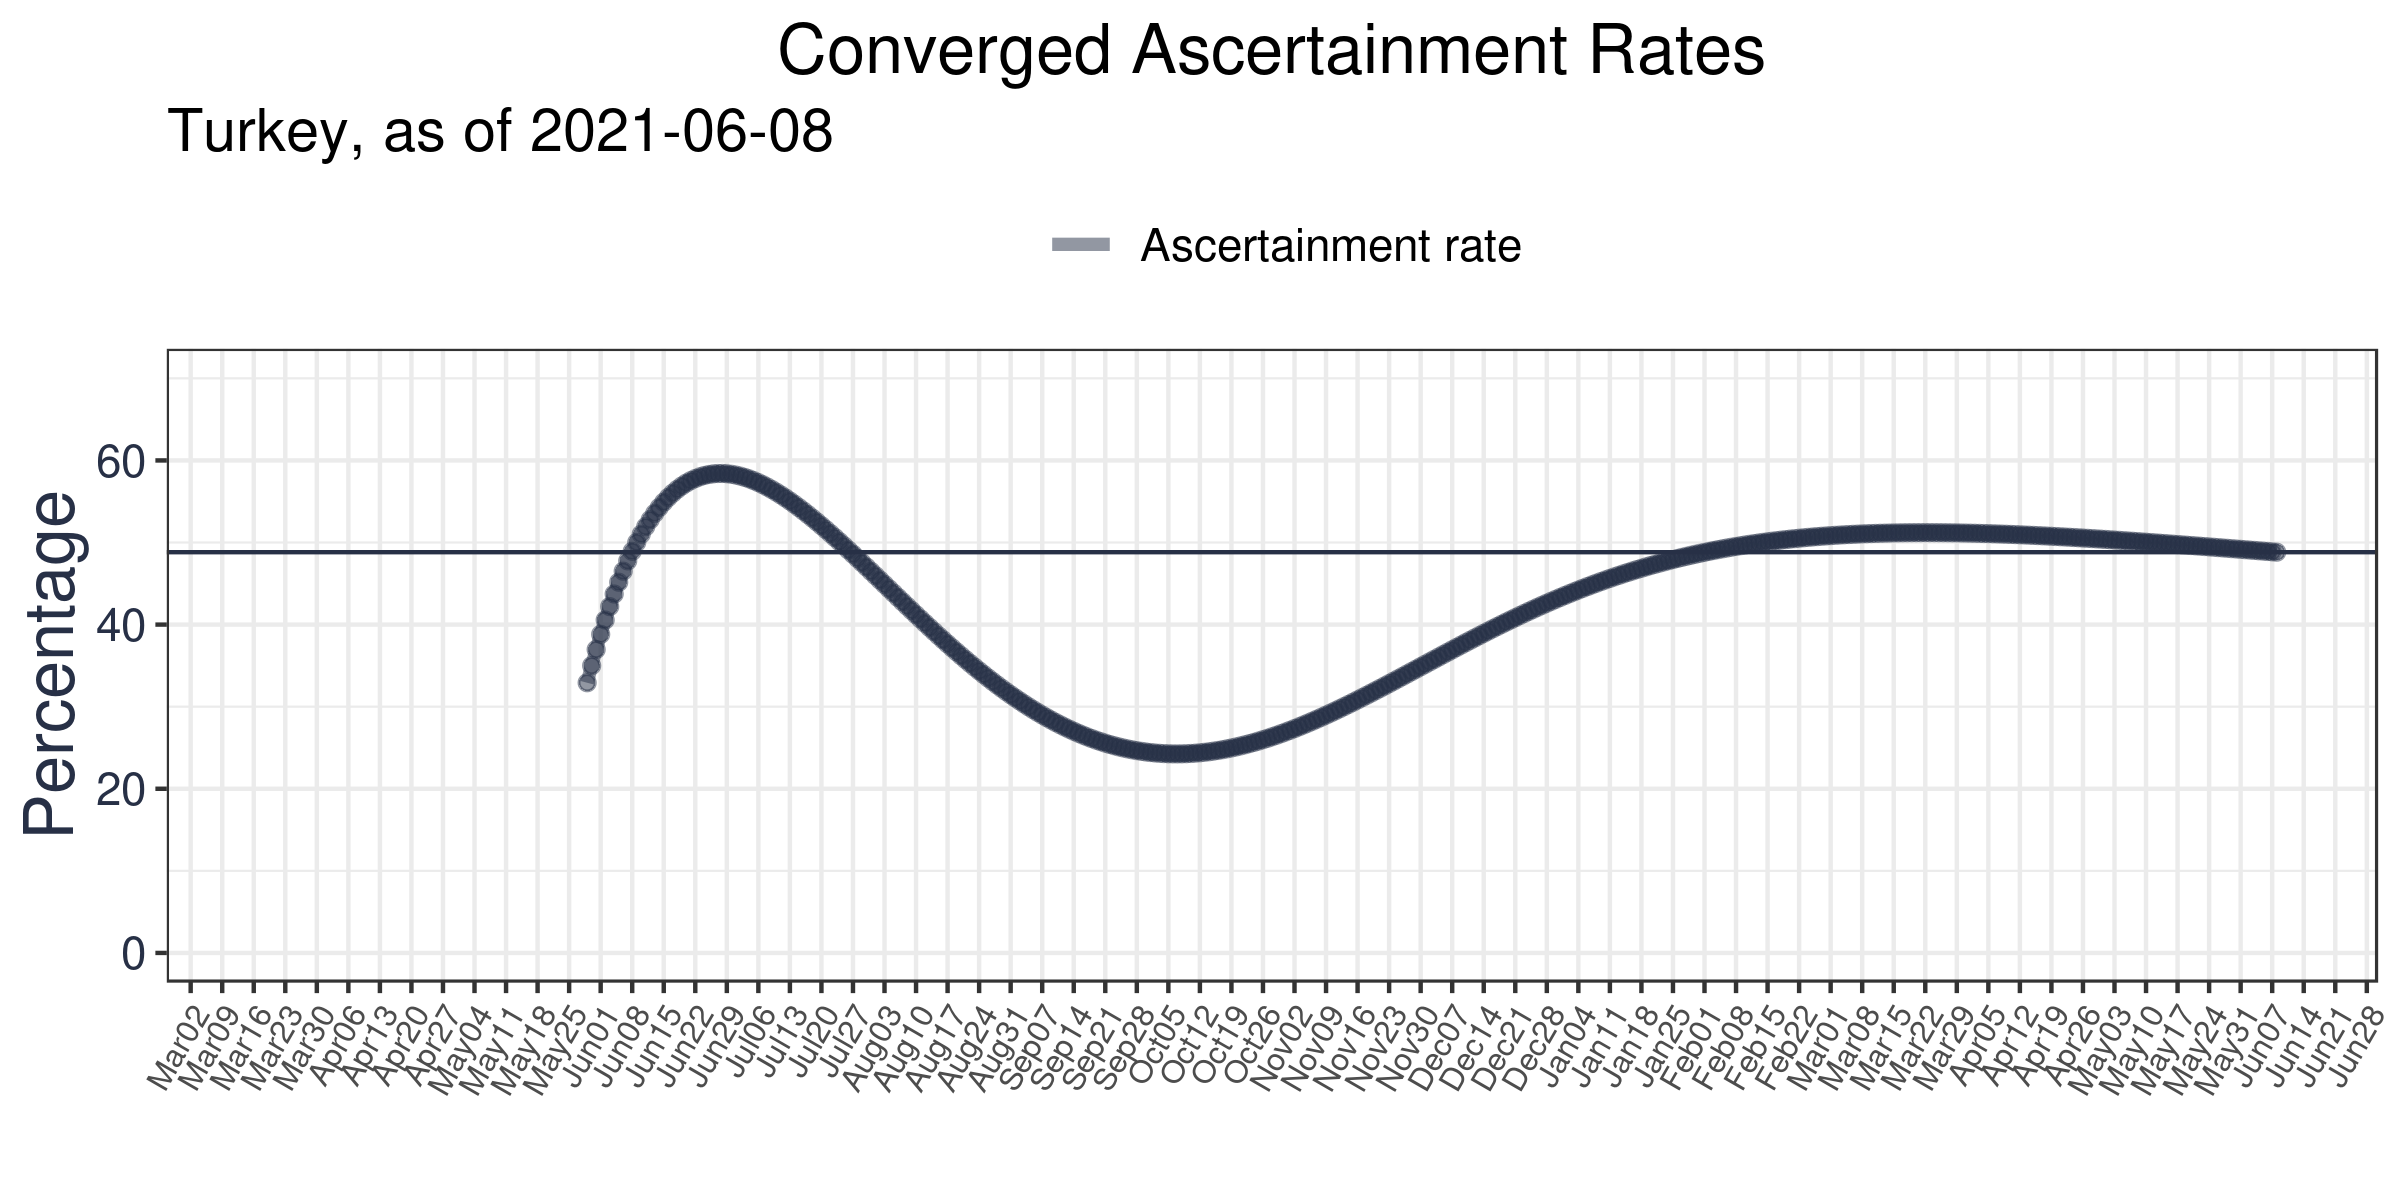 Converged Ascertainment Rates
Turkey, as of 2021-06-08
Ascertainment rate
Percentage
60
40
20
0
Mar02
Mar09
Mar16
Mar23
Mar30
Apr06
Apr13
Apr20
Apr27
May04
May11
May18
May25
Jun01
Jun08
Jun15
Jun22
Jun29
Jul06
Jul13
Jul20
Jul27
Aug03
Aug10
Aug17
Aug24
Aug31
Sep07
Sep14
Sep21
Sep28
Oct05
Oct12
Oct19
Oct26
Nov02
Nov09
Nov16
Nov23
Nov30
Dec07
Dec14
Dec21
Dec28
Jan04
Jan11
Jan18
Jan25
Feb01
Feb08
Feb15
Feb22
Mar01
Mar08
Mar15
Mar22
Mar29
Apr05
Apr12
Apr19
Apr26
May03
May10
May17
May24
May31
Jun07
Jun14
Jun21
Jun28